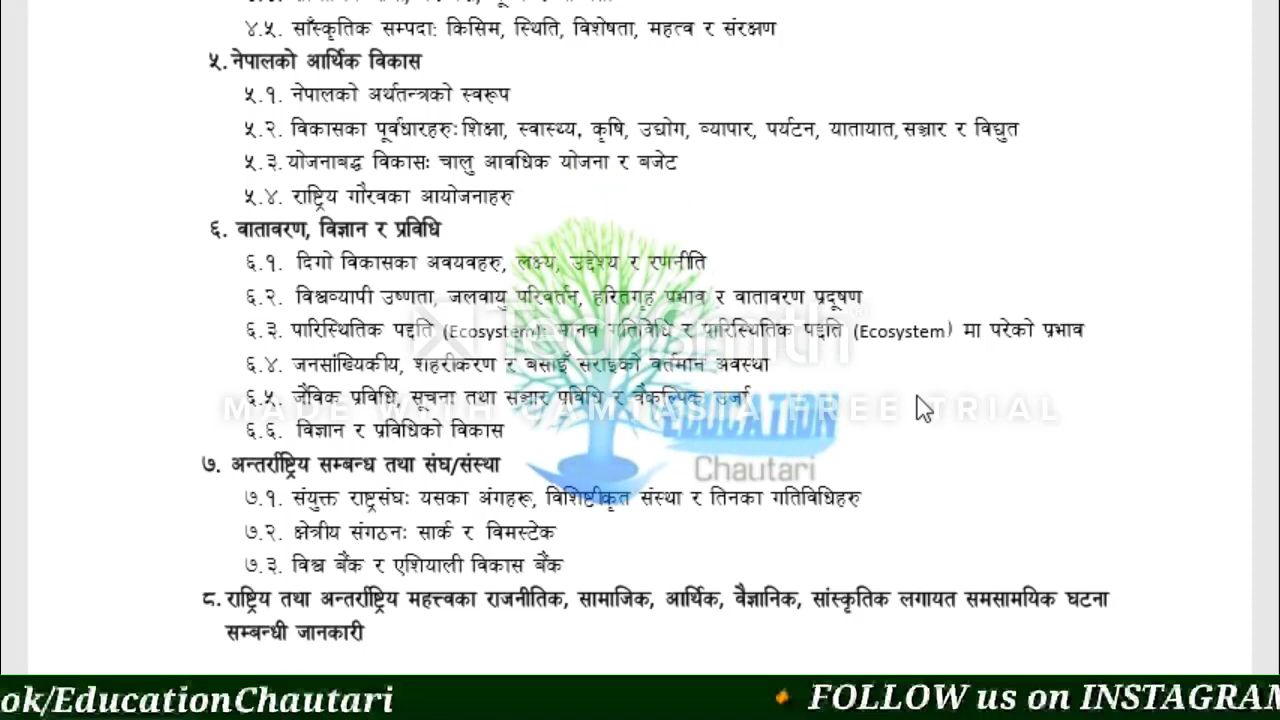 ४.५. साँस्कृतिक सम्पदाः किसिम, स्थिति, विशेषता, महत्व र संरक्षण
५. नेपालको आर्थिक विकास
५.१. नेपालको अर्थतन्त्रको स्वरूप
५.२. विकासका पूर्वधारहरुः शिक्षा, स्वास्थ्य, कृषि, उद्योग, व्यापार, पर्यटन, यातायात, सञ्चार र विद्युत
५.३. योजनाबद्ध विकासः चालु आवधिक योजना र बजेट
५.४. राष्ट्रिय गौरवका आयोजनाहरु
६. वातावरण, विज्ञान र प्रविधि
६.१. दिगो विकासका अवयवहरु, लक्ष्य, उद्देश्य र रणनीति
६.२. विश्वव्यापी उष्णता, जलवायु परिवर्तन, हरितगृह प्रभाव र वातावरण प्रदूषण
६.३. पारिस्थितिक पद्दति (Ecosystem): मानव गतिविधि र पारिस्थितिक पद्दति (Ecosystem) मा परेको प्रभाव
६.४. जनसांख्यिकीय, शहरीकरण र बसाइँ सराइको वर्तमान अवस्था
६.५. जैविक प्रविधि, सूचना तथा सञ्चार प्रविधि र वैकल्पिक उर्जा
MADE WITH CAMTASIA FREE TRIAL
EDUCATION
६.६. विज्ञान र प्रविधिको विकास
७. अन्तर्राष्ट्रिय सम्बन्ध तथा संघ/संस्था
Chautari
७.१. संयुक्त राष्ट्रसंघः यसका अंगहरू, विशिष्टीकृत संस्था र तिनका गतिविधिहरु
७.२. क्षेत्रीय संगठनः सार्क र विमस्टेक
७.३. विश्व बैंक र एशियाली विकास बैंक
८. राष्ट्रिय तथा अन्तर्राष्ट्रिय महत्त्वका राजनीतिक, सामाजिक, आर्थिक, वैज्ञानिक, सांस्कृतिक लगायत समसामयिक घटना
सम्बन्धी जानकारी
ok/EducationChautari
FOLLOW us on INSTAGRAM